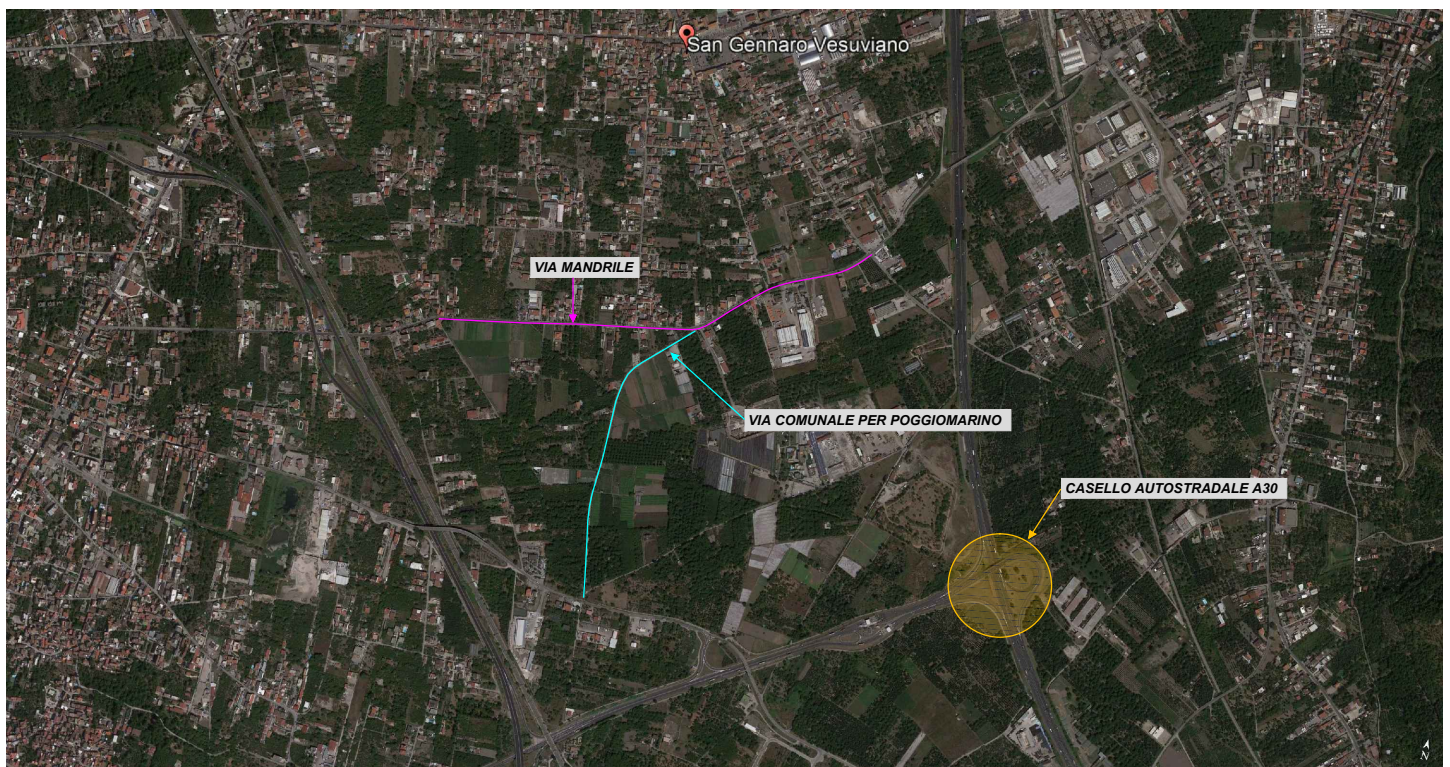 San Gennaro Vesuviano
VIA MANDRILE
VIA COMUNALE PER POGGIOMARINO
CASELLO AUTOSTRADALE A30
N